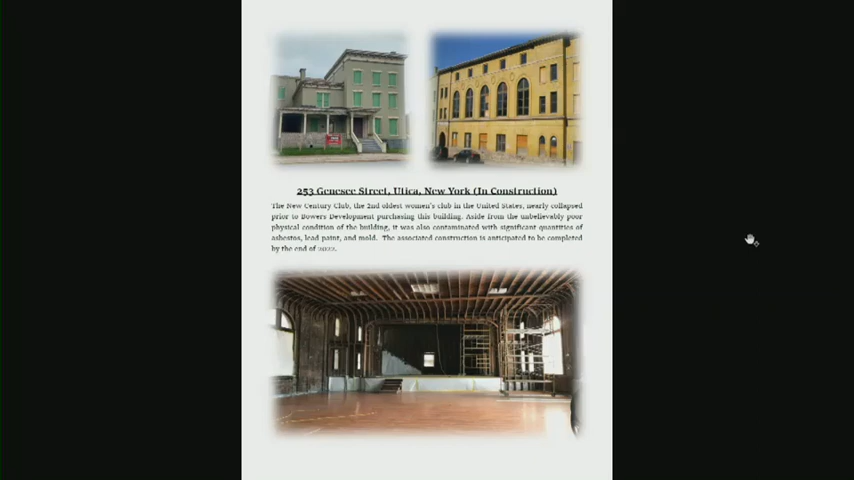 253 Genesee Street, Utica, New York (In Construction)
The New Century Club, the 2nd oldest women's club in the United States, nearly collapsed
prior to Bowers Development purchasing this building. Aside from the unbelievably poor
physical condition of the building, it was also contaminated with significant quantities of
asbestos, lead paint, and mold. The associated construction is anticipated to be completed
by the end of 2022.